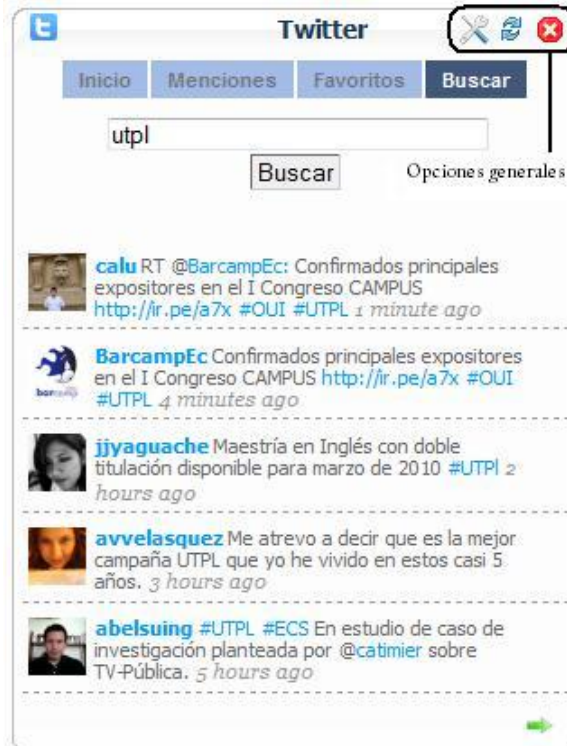 Twitter
Inicio Menciones Favoritos Buscar
utpl
Buscar
Opciones generales
calu RT @BarcampEc: Confirmados principales
expositores en el I Congreso CAMPUS
http://ir.pe/a7x #OUI #UTPL 1 minute ago
BarcampEc Confirmados principales expositores
en el I Congreso CAMPUS http://ir.pe/a7x #OUI
#UTPL 4 minutes ago
barcamp
jjyaguache Maestría en Inglés con doble
titulación disponible para marzo de 2010 #UTPl 2
hours ago
avvelasquez Me atrevo a decir que es la mejor
campaña UTPL que yo he vivido en estos casi 5
años. 3 hours ago
abelsuing #UTPL #ECS En estudio de caso de
investigación planteada por @catimier sobre
TV-Pública. 5 hours ago